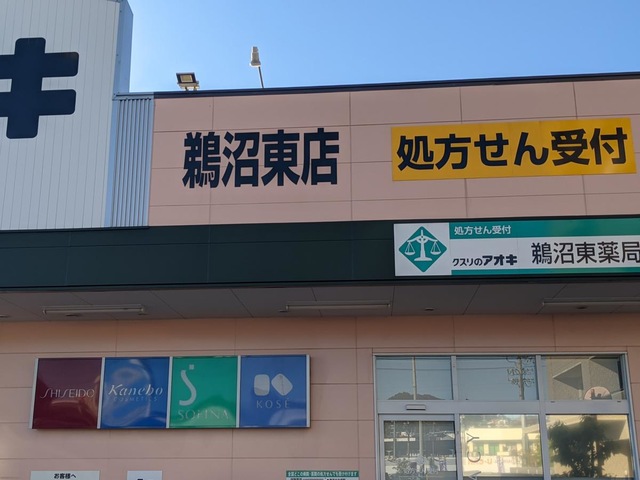 キ
鵜沼東店
処方せん受付
処方せん受付
クスリのアオキ 鵜沼東薬局
SHISEIDO
Kanebo
SOFINA
KOSÉ
お客様へ